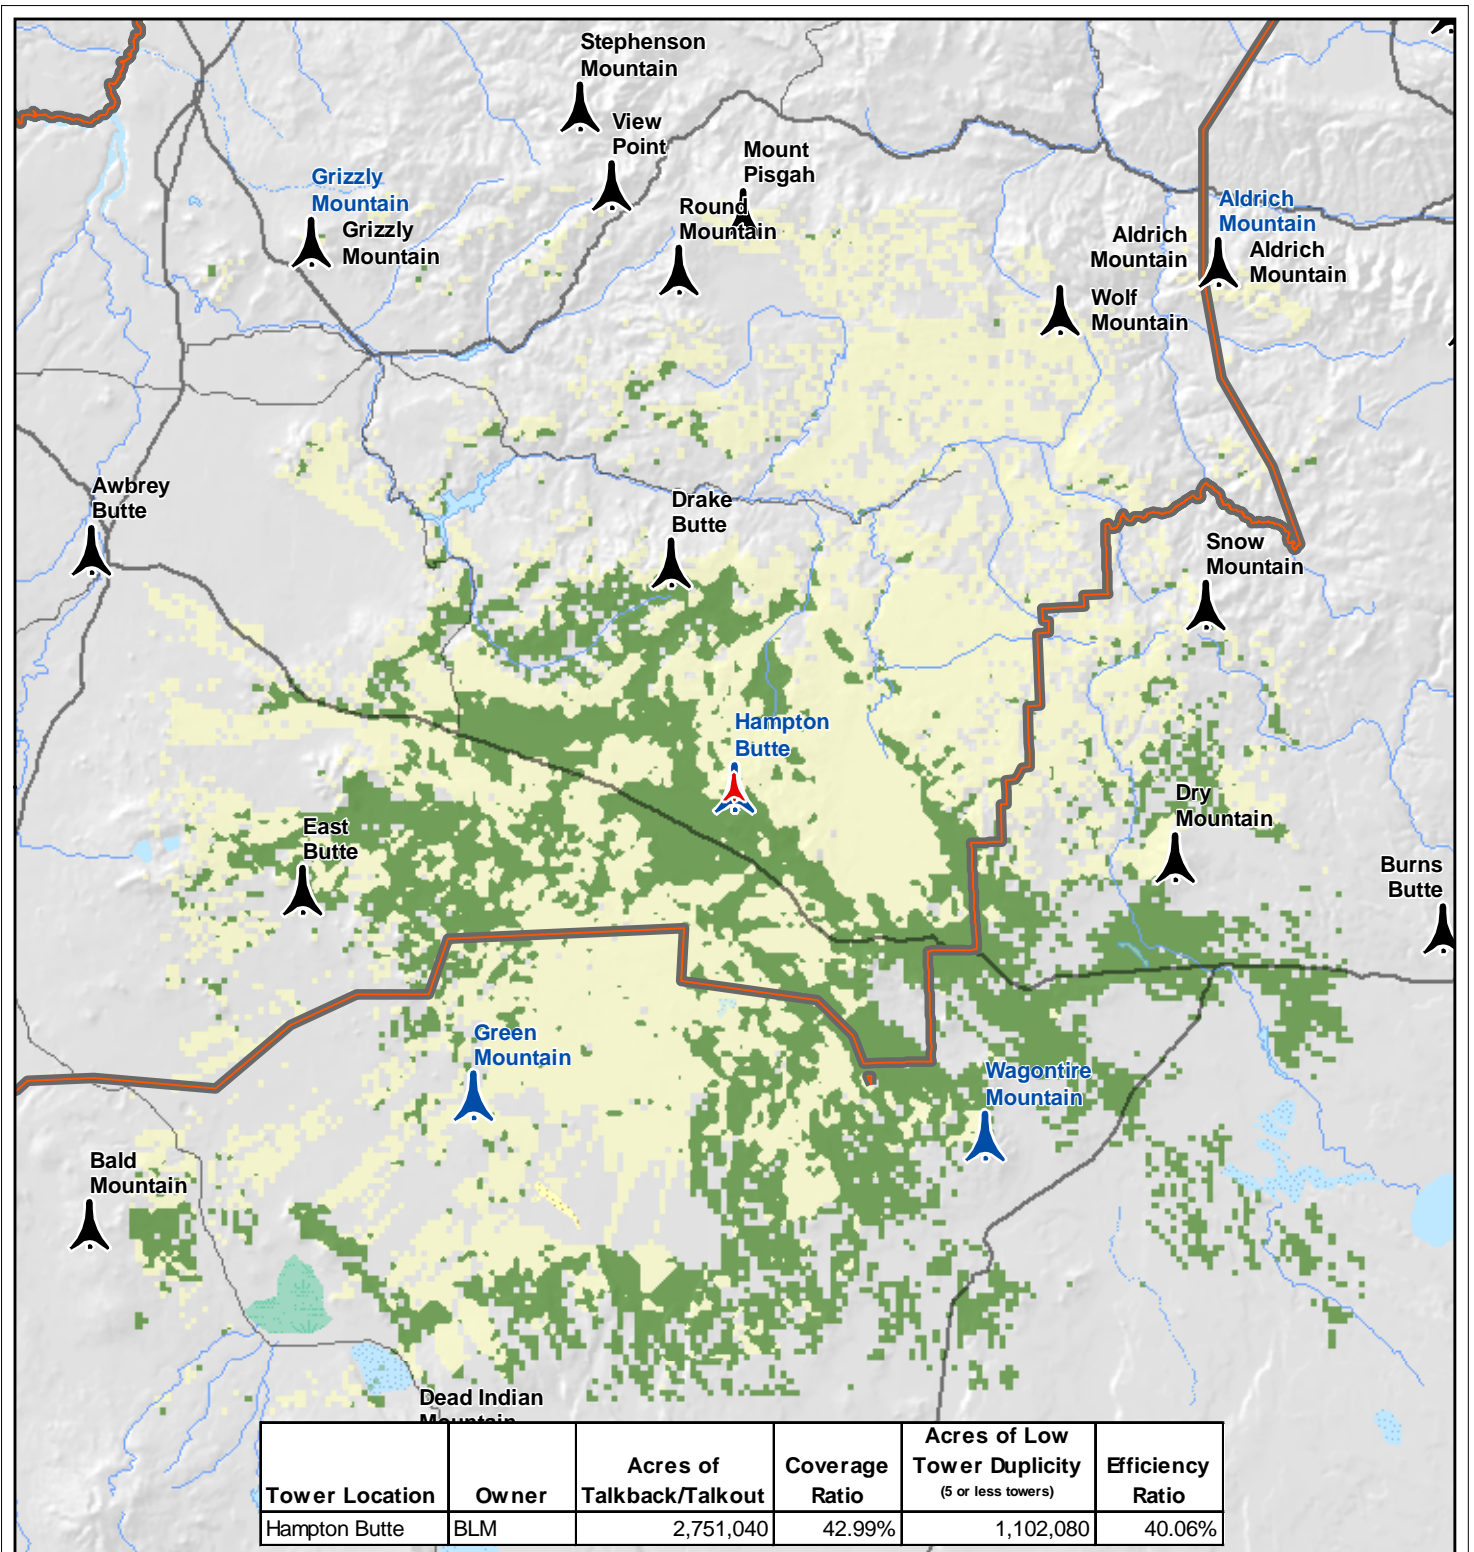 Stephenson
Mountain
View
Point
Mount
Pisgah
Grizzly
Mountain
Grizzly
Mountain
Round
Mountain
Aldrich
Mountain
Aldrich
Mountain
Aldrich
Mountain
Wolf
Mountain
Awbrey
Butte
Drake
Butte
Snow
Mountain
Hampton
Butte
East
Butte
Dry
Mountain
Burns
Butte
Green
Mountain
Wagontire
Mountain
Bald
Mountain
Dead Indian
Mountain
Tower Location Owner Acres of
Talkback/Talkout Coverage
Ratio Acres of Low
Tower Duplicity
(5 or less towers) Efficiency
Ratio
Hampton Butte BLM 2,751,040 42.99% 1,102,080 40.06%